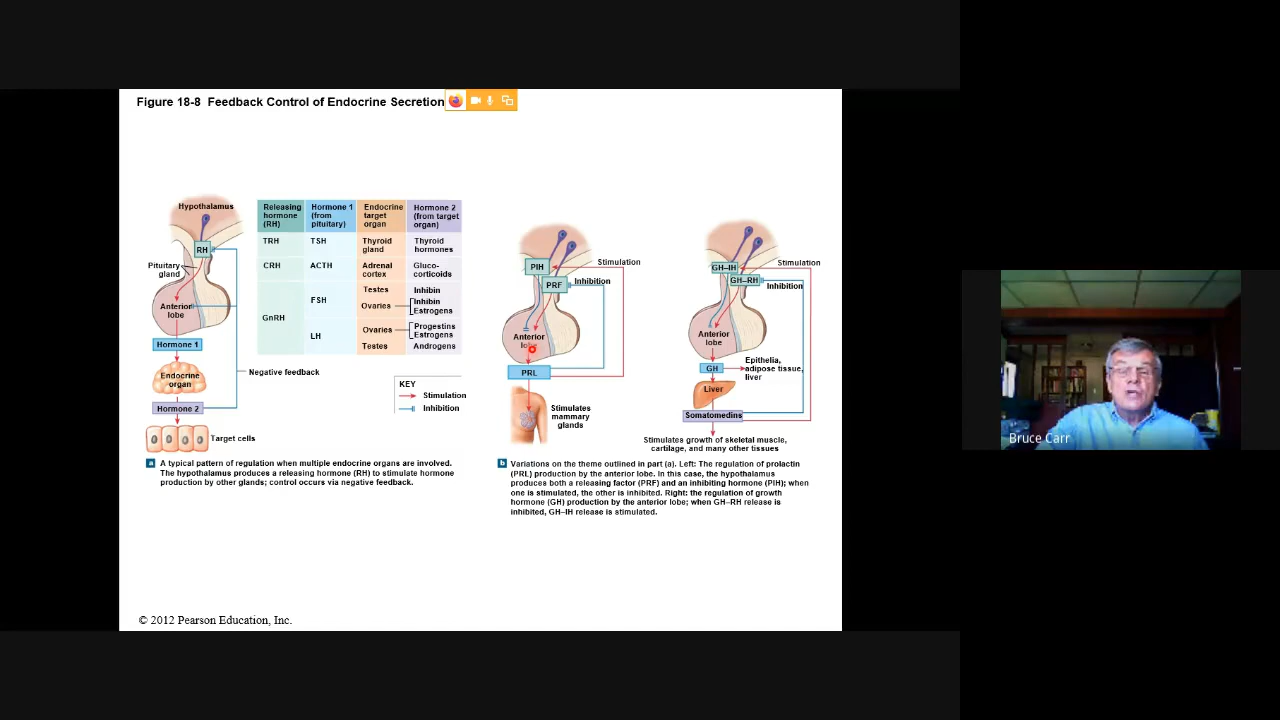 Figure 18-8 Feedback Control of Endocrine Secretion
Hypothalamus
RH
Pituitary
gland
Anterior
lobe
Hormone 1
Endocrine
organ
Hormone 2
Target cells
Negative feedback
Releasing
hormone
(RH)
Hormone 1
(from
pituitary)
Endocrine
target
organ
Hormone 2
(from target
organ)
TRH
TSH
Thyroid
gland
Thyroid
hormones
CRH
ACTH
Adrenal
cortex
Gluco-
corticoids
GnRH
FSH
Testes
Inhibin
Ovaries
Inhibin
Estrogens
LH
Ovaries
Progestins
Estrogens
Testes
Androgens
KEY
Stimulation
Inhibition
a A typical pattern of regulation when multiple endocrine organs are involved.
The hypothalamus produces a releasing hormone (RH) to stimulate hormone
production by other glands; control occurs via negative feedback.
PIH
Stimulation
PRF
Inhibition
Anterior
lobe
PRL
Stimulates
mammary
glands
GH–IH
Stimulation
GH–RH
Inhibition
Anterior
lobe
GH
Epithelia,
adipose tissue,
liver
Liver
Somatomedins
Stimulates growth of skeletal muscle,
cartilage, and many other tissues
b Variations on the theme outlined in part (a). Left: The regulation of prolactin
(PRL) production by the anterior lobe. In this case, the hypothalamus
produces both a releasing factor (PRF) and an inhibiting hormone (PIH); when
one is stimulated, the other is inhibited. Right: the regulation of growth
hormone (GH) production by the anterior lobe; when GH–RH release is
inhibited, GH–IH release is stimulated.
© 2012 Pearson Education, Inc.
Bruce Carr